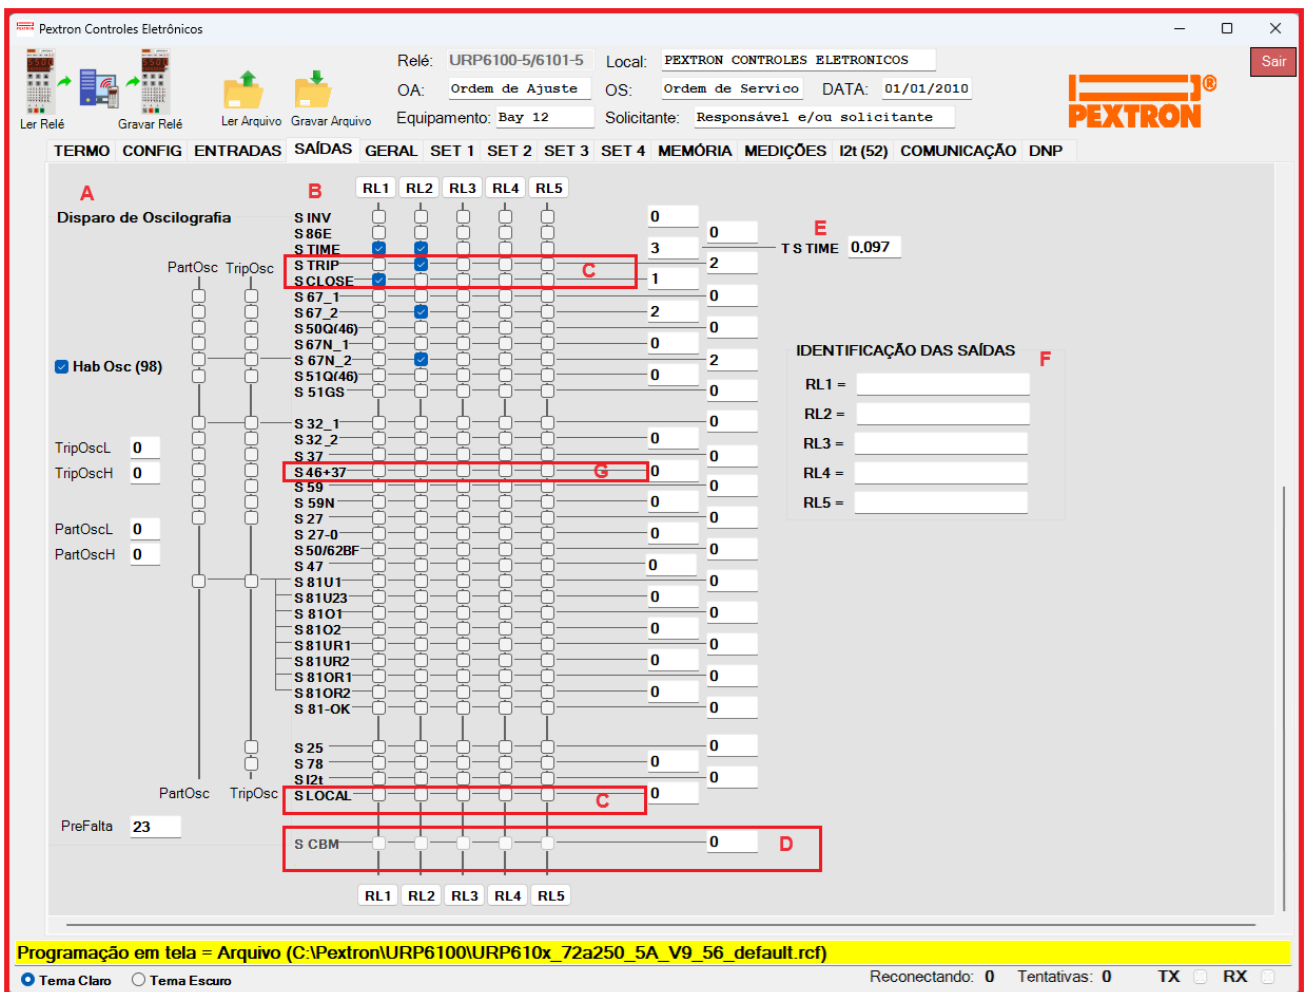 Pextron Controles Eletrônicos
Relé: URP6100-5/6101-5 Local: PEXTRON CONTROLES ELETRONICOS
Sair
OA: Ordem de Ajuste OS: Ordem de Servico DATA: 01/01/2010
Equipamento: Bay 12 Solicitante: Responsável e/ou solicitante
PEXTRON®
Ler Relé Gravar Relé Ler Arquivo Gravar Arquivo
TERMO CONFIG ENTRADAS SAÍDAS GERAL SET 1 SET 2 SET 3 SET 4 MEMÓRIA MEDIÇÕES I2t (52) COMUNICAÇÃO DNP
A B RL1 RL2 RL3 RL4 RL5
Disparo de Oscilografia S INV 0
S 86E 0 E
S TIME 3 T S TIME 0.097
PartOsc TripOsc S TRIP C 2
S CLOSE 1
S 67_1 0
S 67_2 2
S 50Q(46) 0
S 67N_1 0
Hab Osc (98) S 67N_2 2
S 51Q(46) 0
S 51GS 0
IDENTIFICAÇÃO DAS SAÍDAS F
RL1 =
RL2 =
RL3 =
RL4 =
RL5 =
S 32_1 0
TripOscL 0 S 32_2 0
S 37 0
TripOscH 0 S 46+37 G 0
S 59 0
S 59N 0
S 27 0
PartOscL 0 S 27-0 0
PartOscH 0 S 50/62BF 0
S 47 0
S 81U1 0
S 81U23 0
S 81O1 0
S 81O2 0
S 81UR1 0
S 81UR2 0
S 81OR1 0
S 81OR2 0
S 81-OK 0
S 25 0
S 78 0
S I2t 0
PartOsc TripOsc S LOCAL C 0
PreFalta 23
S CBM 0 D
RL1 RL2 RL3 RL4 RL5
Programação em tela = Arquivo (C:\Pextron\URP6100\URP610x_72a250_5A_V9_56_default.rcf)
Tema Claro Tema Escuro Reconectando: 0 Tentativas: 0 TX RX